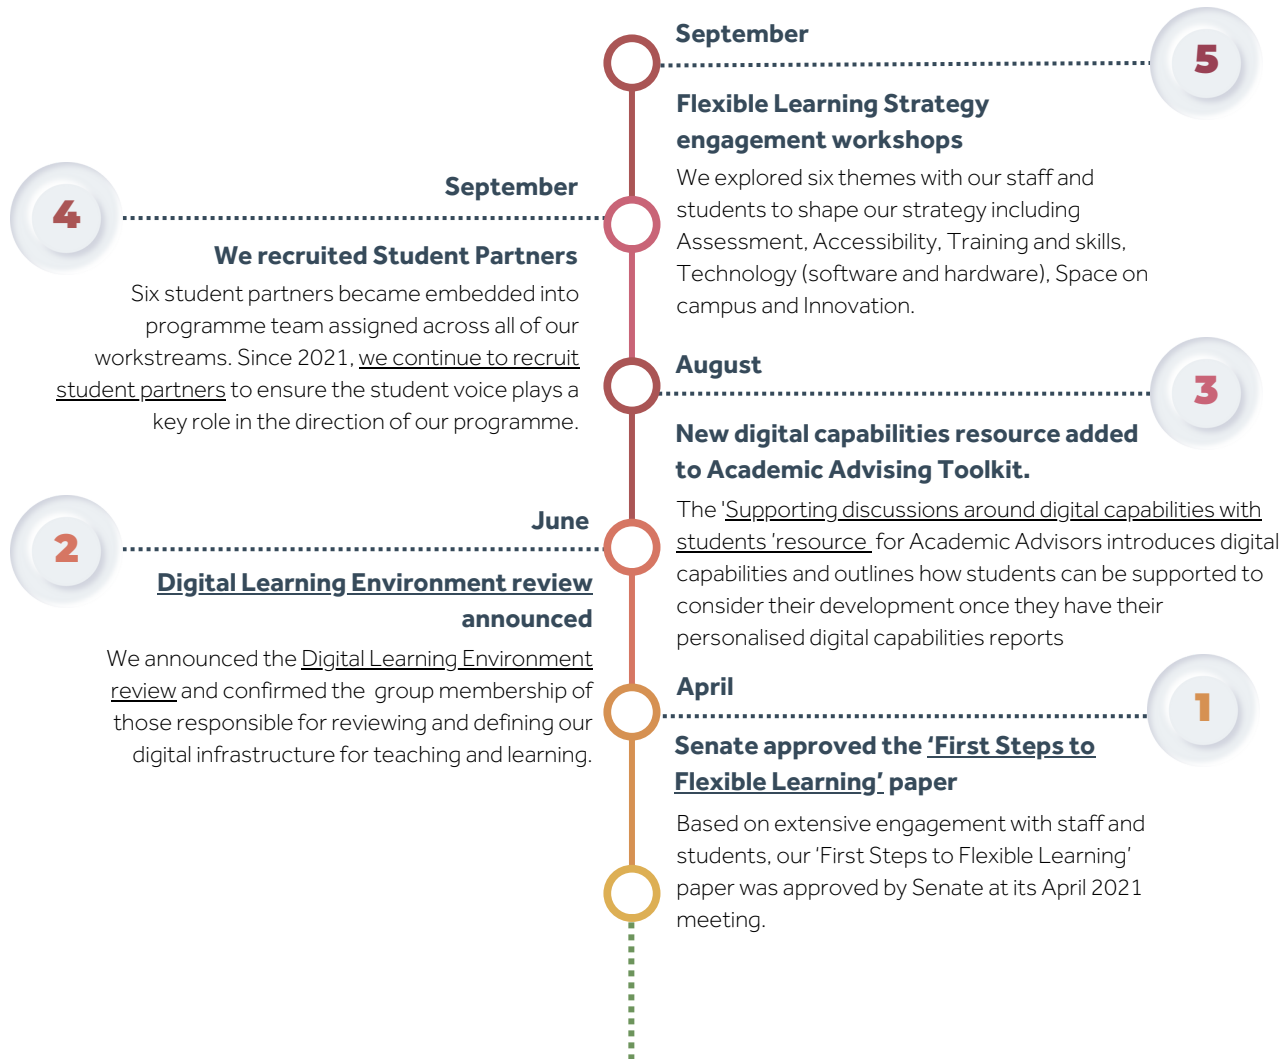 September
5
Flexible Learning Strategy
engagement workshops
We explored six themes with our staff and
students to shape our strategy including
Assessment, Accessibility, Training and skills,
Technology (software and hardware), Space on
campus and Innovation.
September
4
We recruited Student Partners
Six student partners became embedded into
programme team assigned across all of our
workstreams. Since 2021, we continue to recruit
student partners to ensure the student voice plays a
key role in the direction of our programme.
August
3
New digital capabilities resource added
to Academic Advising Toolkit.
The 'Supporting discussions around digital capabilities with
students 'resource  for Academic Advisors introduces digital
capabilities and outlines how students can be supported to
consider their development once they have their
personalised digital capabilities reports
June
2
Digital Learning Environment review
announced
We announced the Digital Learning Environment
review and confirmed the  group membership of
those responsible for reviewing and defining our
digital infrastructure for teaching and learning.
April
1
Senate approved the ‘First Steps to
Flexible Learning’ paper
Based on extensive engagement with staff and
students, our ‘First Steps to Flexible Learning’
paper was approved by Senate at its April 2021
meeting.